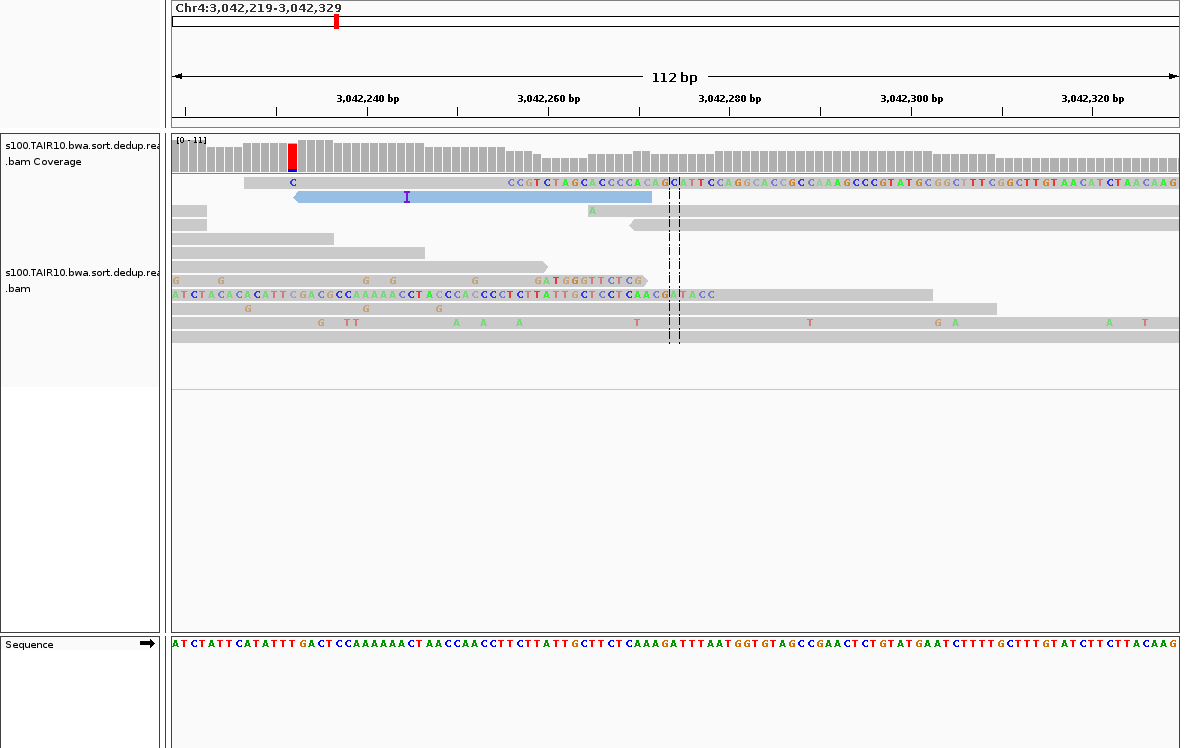 Chr4:3,042,219-3,042,329
112 bp
3,042,240 bp 3,042,260 bp 3,042,280 bp 3,042,300 bp 3,042,320 bp
s100.TAIR10.bwa.sort.dedup.rea
.bam Coverage
[0 - 11]
C CCGTCTAGCACCCCACAGCATTCCAGGCACCGCCAAAGCCCGTATGCGGCTTTCGGCTTGTAACATCTAACAAG
A
s100.TAIR10.bwa.sort.dedup.rea
.bam
G G G G G GATGGGTTCTCG
ATCTACACACATTCGACGCCAAAAACCTACCCACCCCTCTTATTGCTCCTCAACGATACC
G G G
G TT A A A T T G A A T
Sequence
ATCTATTCATATTTGACTCCAAAAAACTAACCAACCTTCTTATTGCTTCTCAAAGATTTAATGGTGTAGCCGAACTCTGTATGAATCTTTTGCTTTGTATCTTCTTACAAG